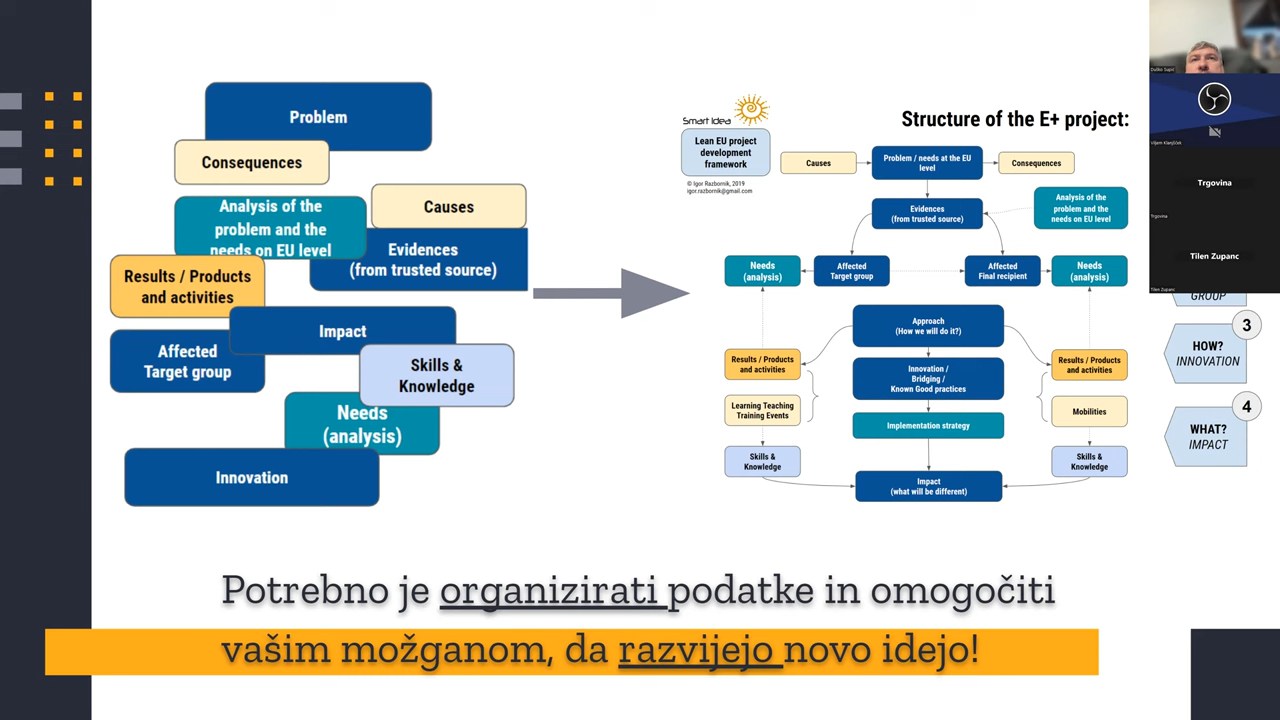 Problem
Consequences
Causes
Analysis of the
problem and the
needs on EU level
Evidences
(from trusted source)
Results / Products
and activities
Impact
Affected
Target group
Skills &
Knowledge
Needs
(analysis)
Innovation
Smart Idea
Lean EU project
development
framework
© Igor Razbornik, 2019
igor.razbornik@gmail.com
Structure of the E+ project:
Causes
Problem / needs at the EU
level
Consequences
Evidences
(from trusted source)
Analysis of the
problem and the
needs on EU level
Needs
(analysis)
Affected
Target group
Affected
Final recipient
Needs
(analysis)
Approach
(How we will do it?)
Results / Products
and activities
Innovation /
Bridging /
Known Good practices
Results / Products
and activities
Learning Teaching
Training Events
Implementation strategy
Mobilities
Skills &
Knowledge
Skills &
Knowledge
Impact
(what will be different)
GROUP
3
HOW?
INNOVATION
4
WHAT?
IMPACT
Trgovina
Trgovina
Tilen Zupanc
Tilen Zupanc
Potrebno je organizirati podatke in omogočiti
vašim možganom, da razvijejo novo idejo!